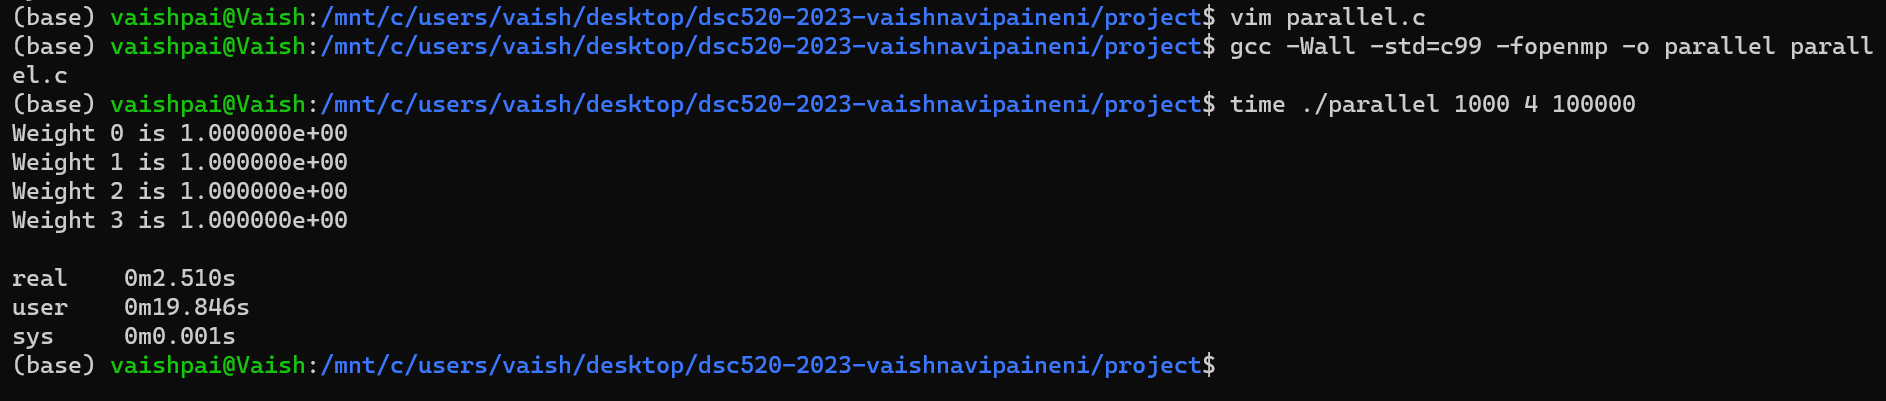 (base) vaishpai@Vaish:/mnt/c/users/vaish/desktop/dsc520-2023-vaishnavipaineni/project$ vim parallel.c
(base) vaishpai@Vaish:/mnt/c/users/vaish/desktop/dsc520-2023-vaishnavipaineni/project$ gcc -Wall -std=c99 -fopenmp -o parallel parall
el.c
(base) vaishpai@Vaish:/mnt/c/users/vaish/desktop/dsc520-2023-vaishnavipaineni/project$ time ./parallel 1000 4 100000
Weight 0 is 1.000000e+00
Weight 1 is 1.000000e+00
Weight 2 is 1.000000e+00
Weight 3 is 1.000000e+00

real    0m2.510s
user    0m19.846s
sys     0m0.001s
(base) vaishpai@Vaish:/mnt/c/users/vaish/desktop/dsc520-2023-vaishnavipaineni/project$